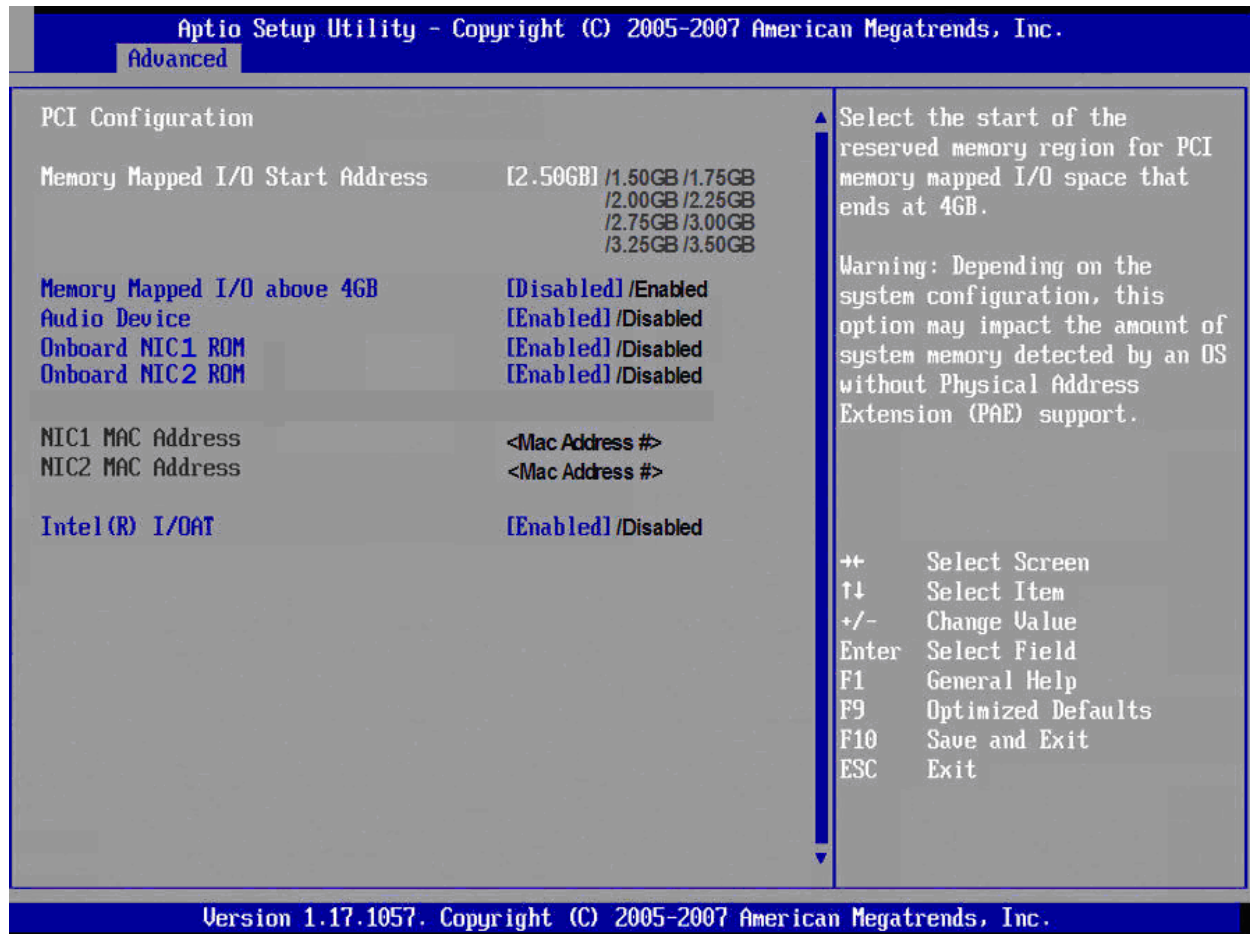 Aptio Setup Utility - Copyright (C) 2005-2007 American Megatrends, Inc.
Advanced
PCI Configuration
Memory Mapped I/O Start Address [2.50GB] /1.50GB /1.75GB
/2.00GB /2.25GB
/2.75GB /3.00GB
/3.25GB /3.50GB
Memory Mapped I/O above 4GB [Disabled] /Enabled
Audio Device [Enabled] /Disabled
Onboard NIC1 ROM [Enabled] /Disabled
Onboard NIC2 ROM [Enabled] /Disabled
NIC1 MAC Address <Mac Address #>
NIC2 MAC Address <Mac Address #>
Intel(R) I/OAT [Enabled] /Disabled
Select the start of the
reserved memory region for PCI
memory mapped I/O space that
ends at 4GB.
Warning: Depending on the
system configuration, this
option may impact the amount of
system memory detected by an OS
without Physical Address
Extension (PAE) support.
→← Select Screen
↑↓ Select Item
+/- Change Value
Enter Select Field
F1 General Help
F9 Optimized Defaults
F10 Save and Exit
ESC Exit
Version 1.17.1057. Copyright (C) 2005-2007 American Megatrends, Inc.